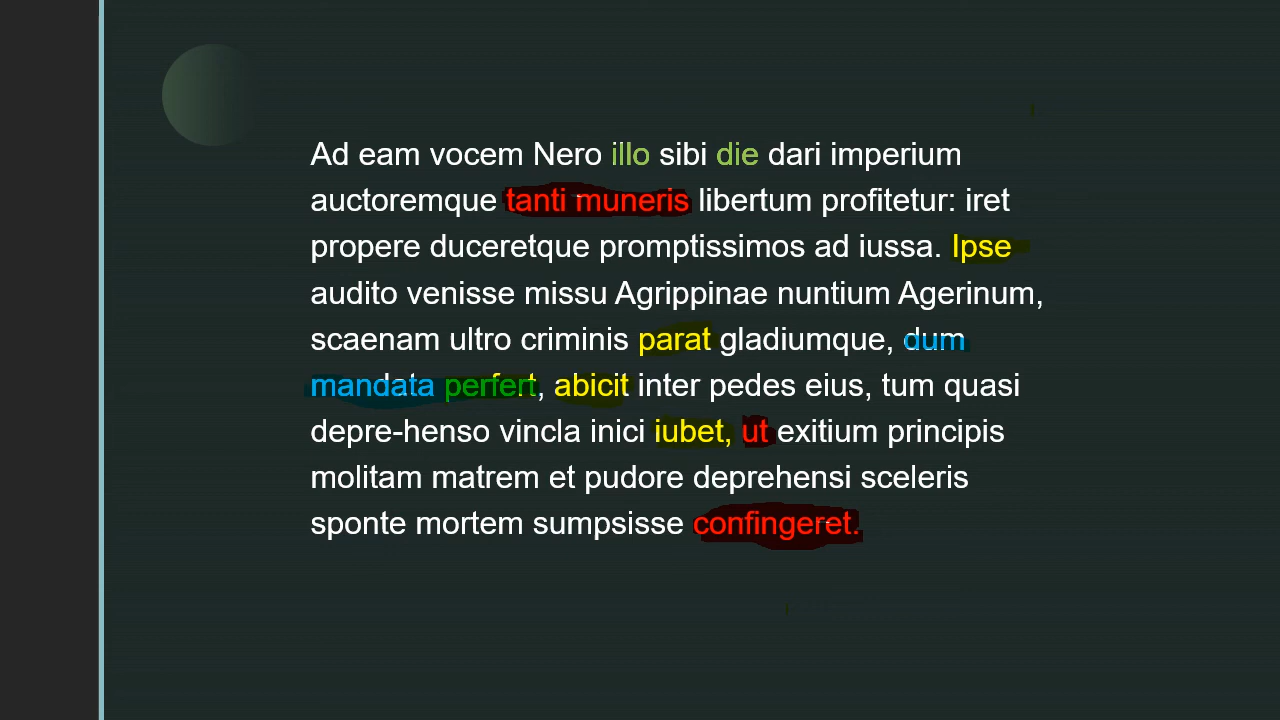 Ad eam vocem Nero illo sibi die dari imperium
auctoremque tanti muneris libertum profitetur: iret
propere duceretque promptissimos ad iussa. Ipse
audito venisse missu Agrippinae nuntium Agerinum,
scaenam ultro criminis parat gladiumque, dum
mandata perfert, abicit inter pedes eius, tum quasi
depre-henso vincla inici iubet, ut exitium principis
molitam matrem et pudore deprehensi sceleris
sponte mortem sumpsisse confingeret.